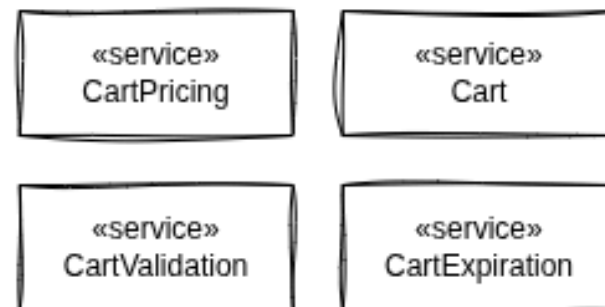 «service»
CartPricing
«service»
Cart
«service»
CartValidation
«service»
CartExpiration